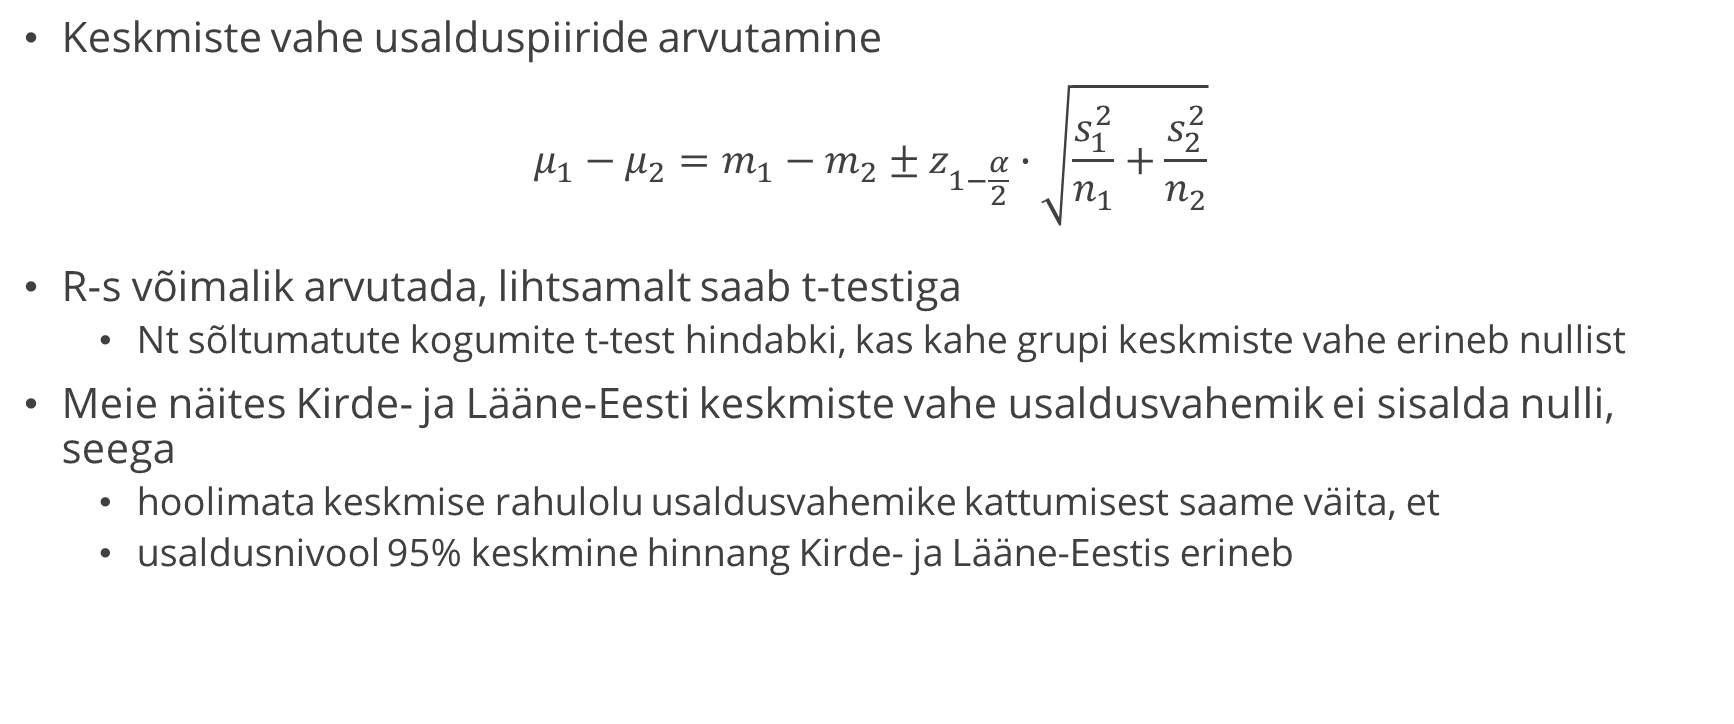 • Keskmiste vahe usalduspiiride arvutamine
μ₁ − μ₂ = m₁ − m₂ ± z_{1−α/2} · √(s₁²/n₁ + s₂²/n₂)
• R-s võimalik arvutada, lihtsamalt saab t-testiga
• Nt sõltumatute kogumite t-test hindabki, kas kahe grupi keskmiste vahe erineb nullist
• Meie näites Kirde- ja Lääne-Eesti keskmiste vahe usaldusvahemik ei sisalda nulli,
seega
• hoolimata keskmise rahulolu usaldusvahemike kattumisest saame väita, et
• usaldusnivool 95% keskmine hinnang Kirde- ja Lääne-Eestis erineb